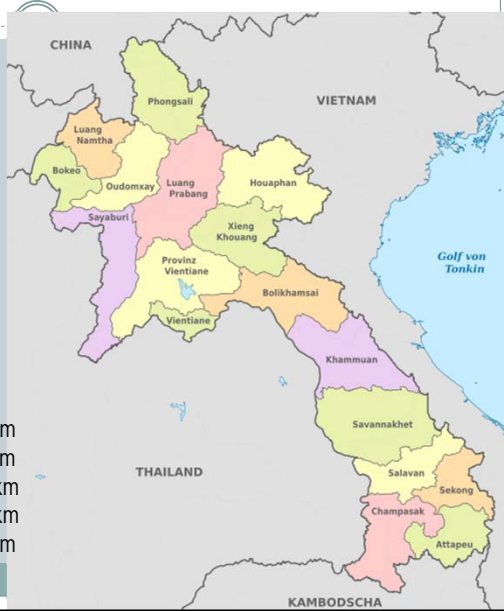 CHINA
VIETNAM
Phongsali
Luang
Namtha
Bokeo
Oudomxay
Luang
Prabang
Houaphan
Sayaburi
Xieng
Khouang
Provinz
Vientiane
Golf von
Tonkin
Bolikhamsai
Vientiane
Khammuan
m
m
km
km
m
Savannakhet
THAILAND
Salavan
Sekong
Champasak
Attapeu
KAMBODSCHA